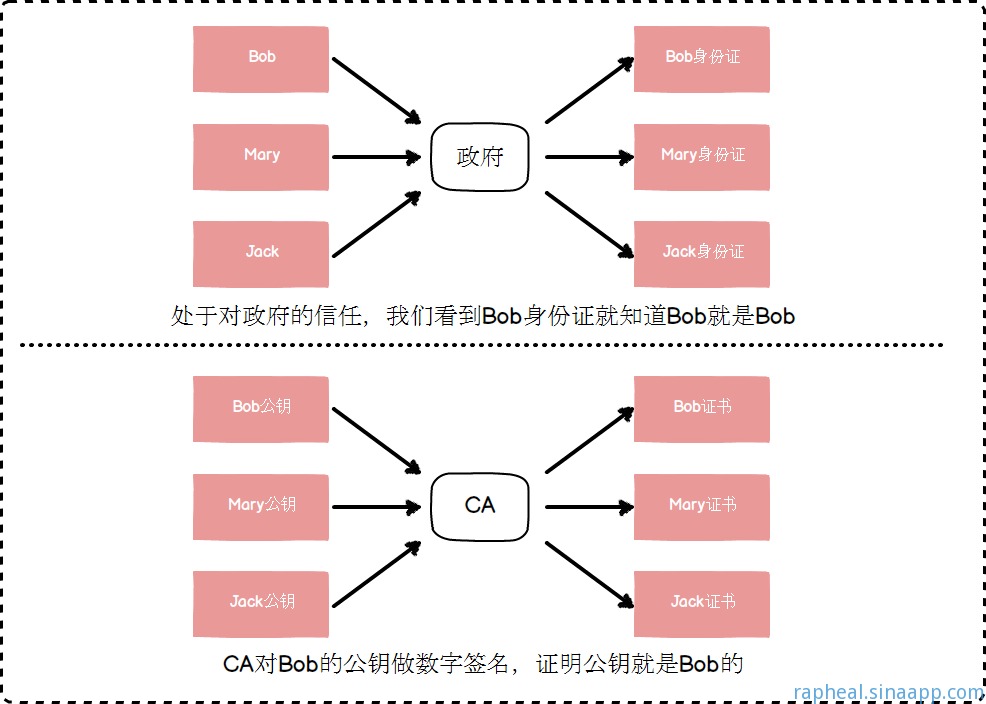 Bob
Bob身份证
Mary
政府
Mary身份证
Jack
Jack身份证
处于对政府的信任，我们看到Bob身份证就知道Bob就是Bob
Bob公钥
Bob证书
Mary公钥
CA
Mary证书
Jack公钥
Jack证书
CA对Bob的公钥做数字签名，证明公钥就是Bob的
rapheal.sinaapp.com